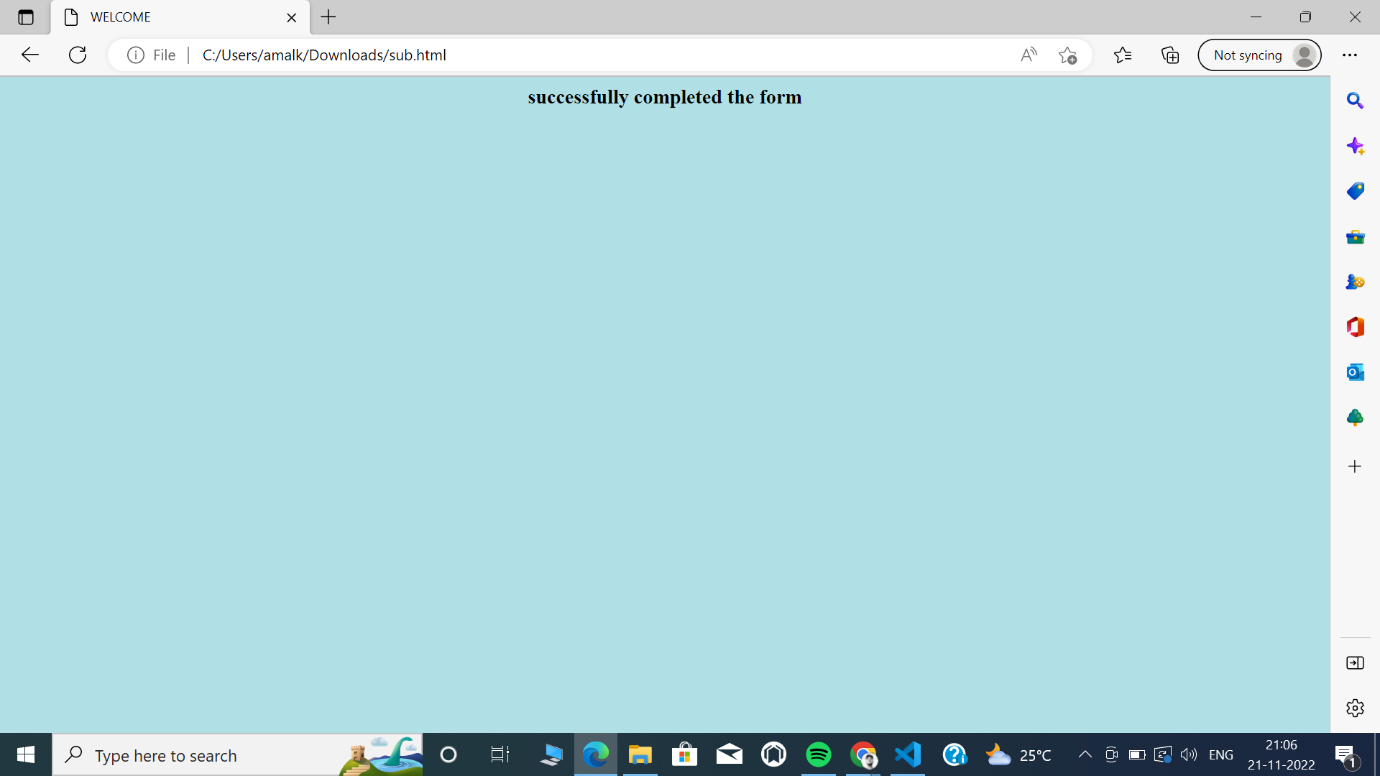 WELCOME
File
C:/Users/amalk/Downloads/sub.html
Not syncing
successfully completed the form
Type here to search
25°C
ENG
21:06
21-11-2022
1